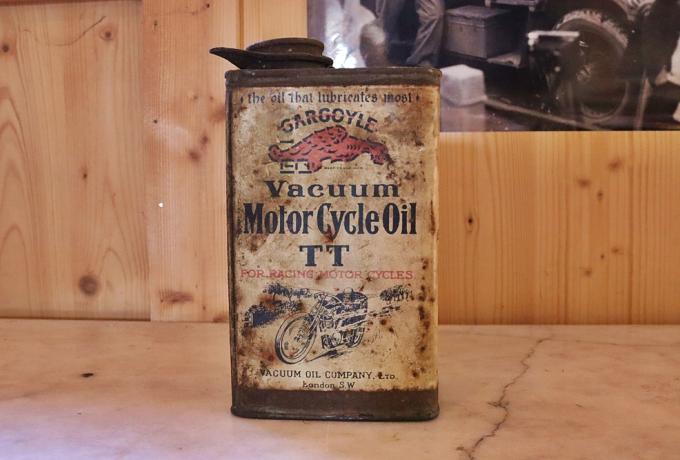 the oil that lubricates most
GARGOYLE
Vacuum
Motor Cycle Oil
TT
FOR RACING MOTOR CYCLES
VACUUM OIL COMPANY, LTD.
London, S.W